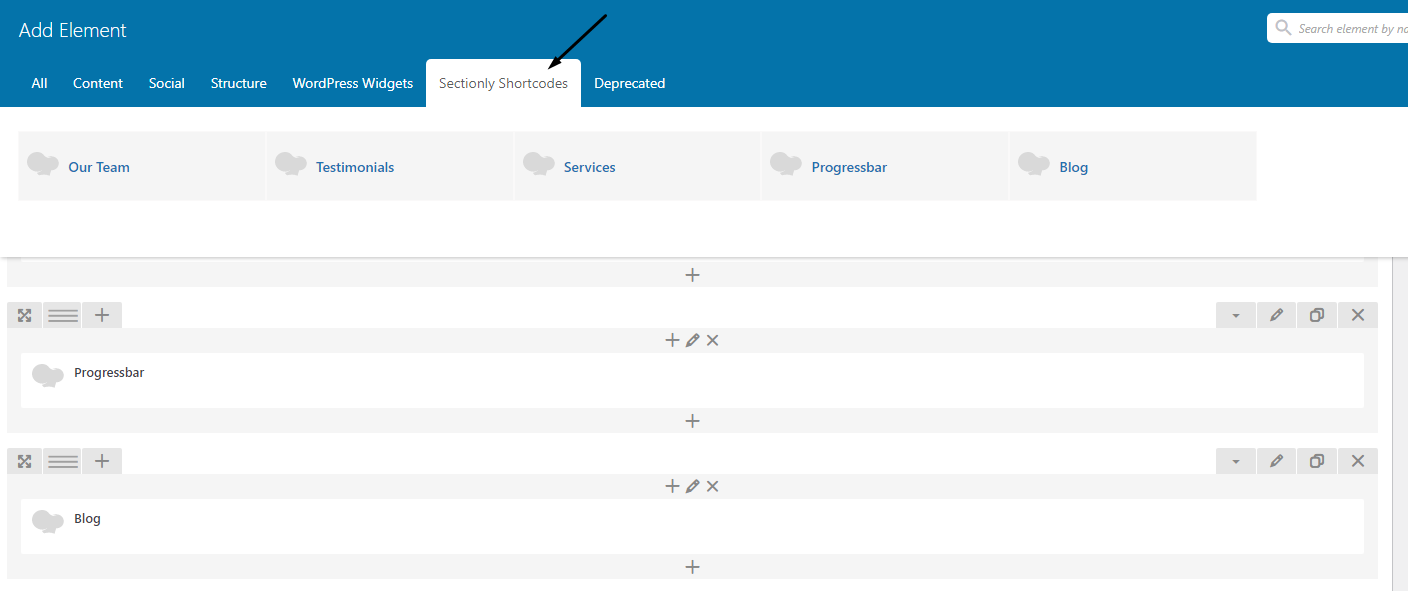 Add Element
Search element by na
All Content Social Structure WordPress Widgets Sectionly Shortcodes Deprecated
Our Team Testimonials Services Progressbar Blog
Progressbar
Blog